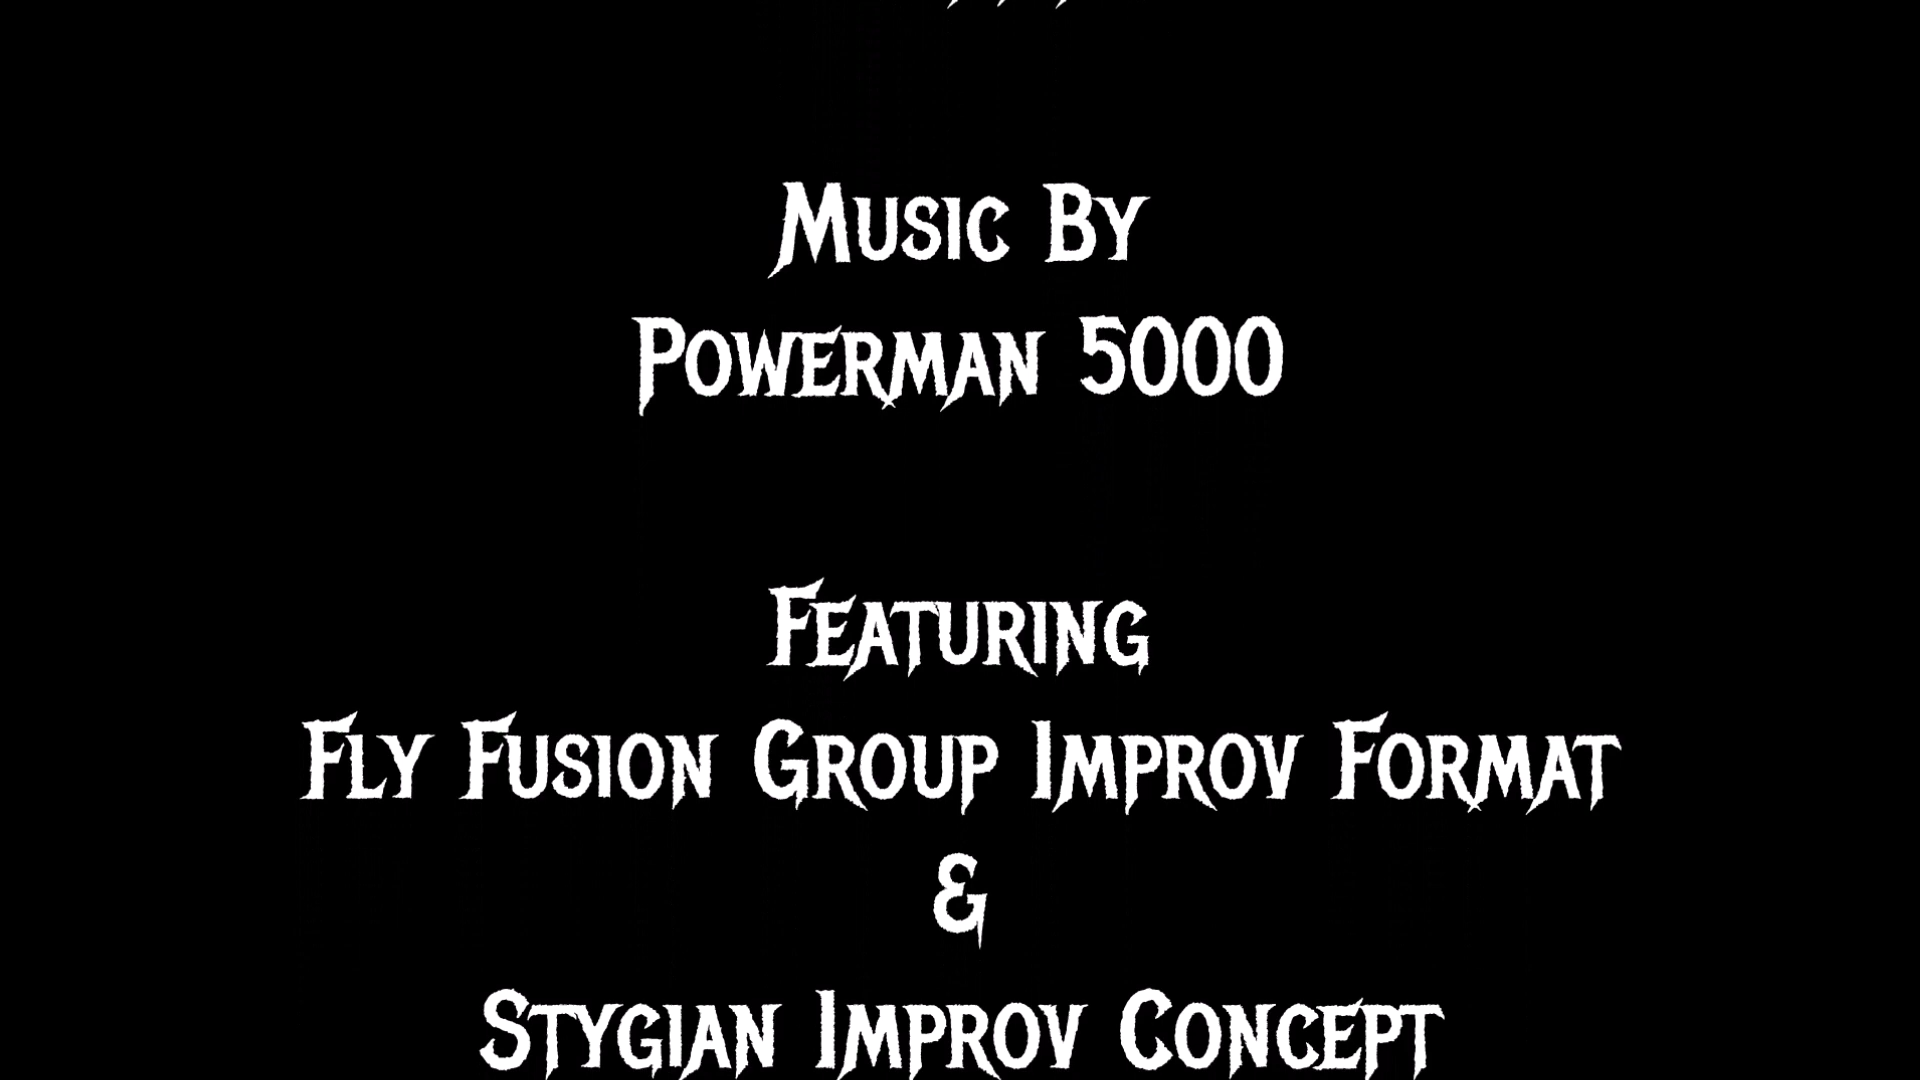 Music By
Powerman 5000
Featuring
Fly Fusion Group Improv Format
&
Stygian Improv Concept